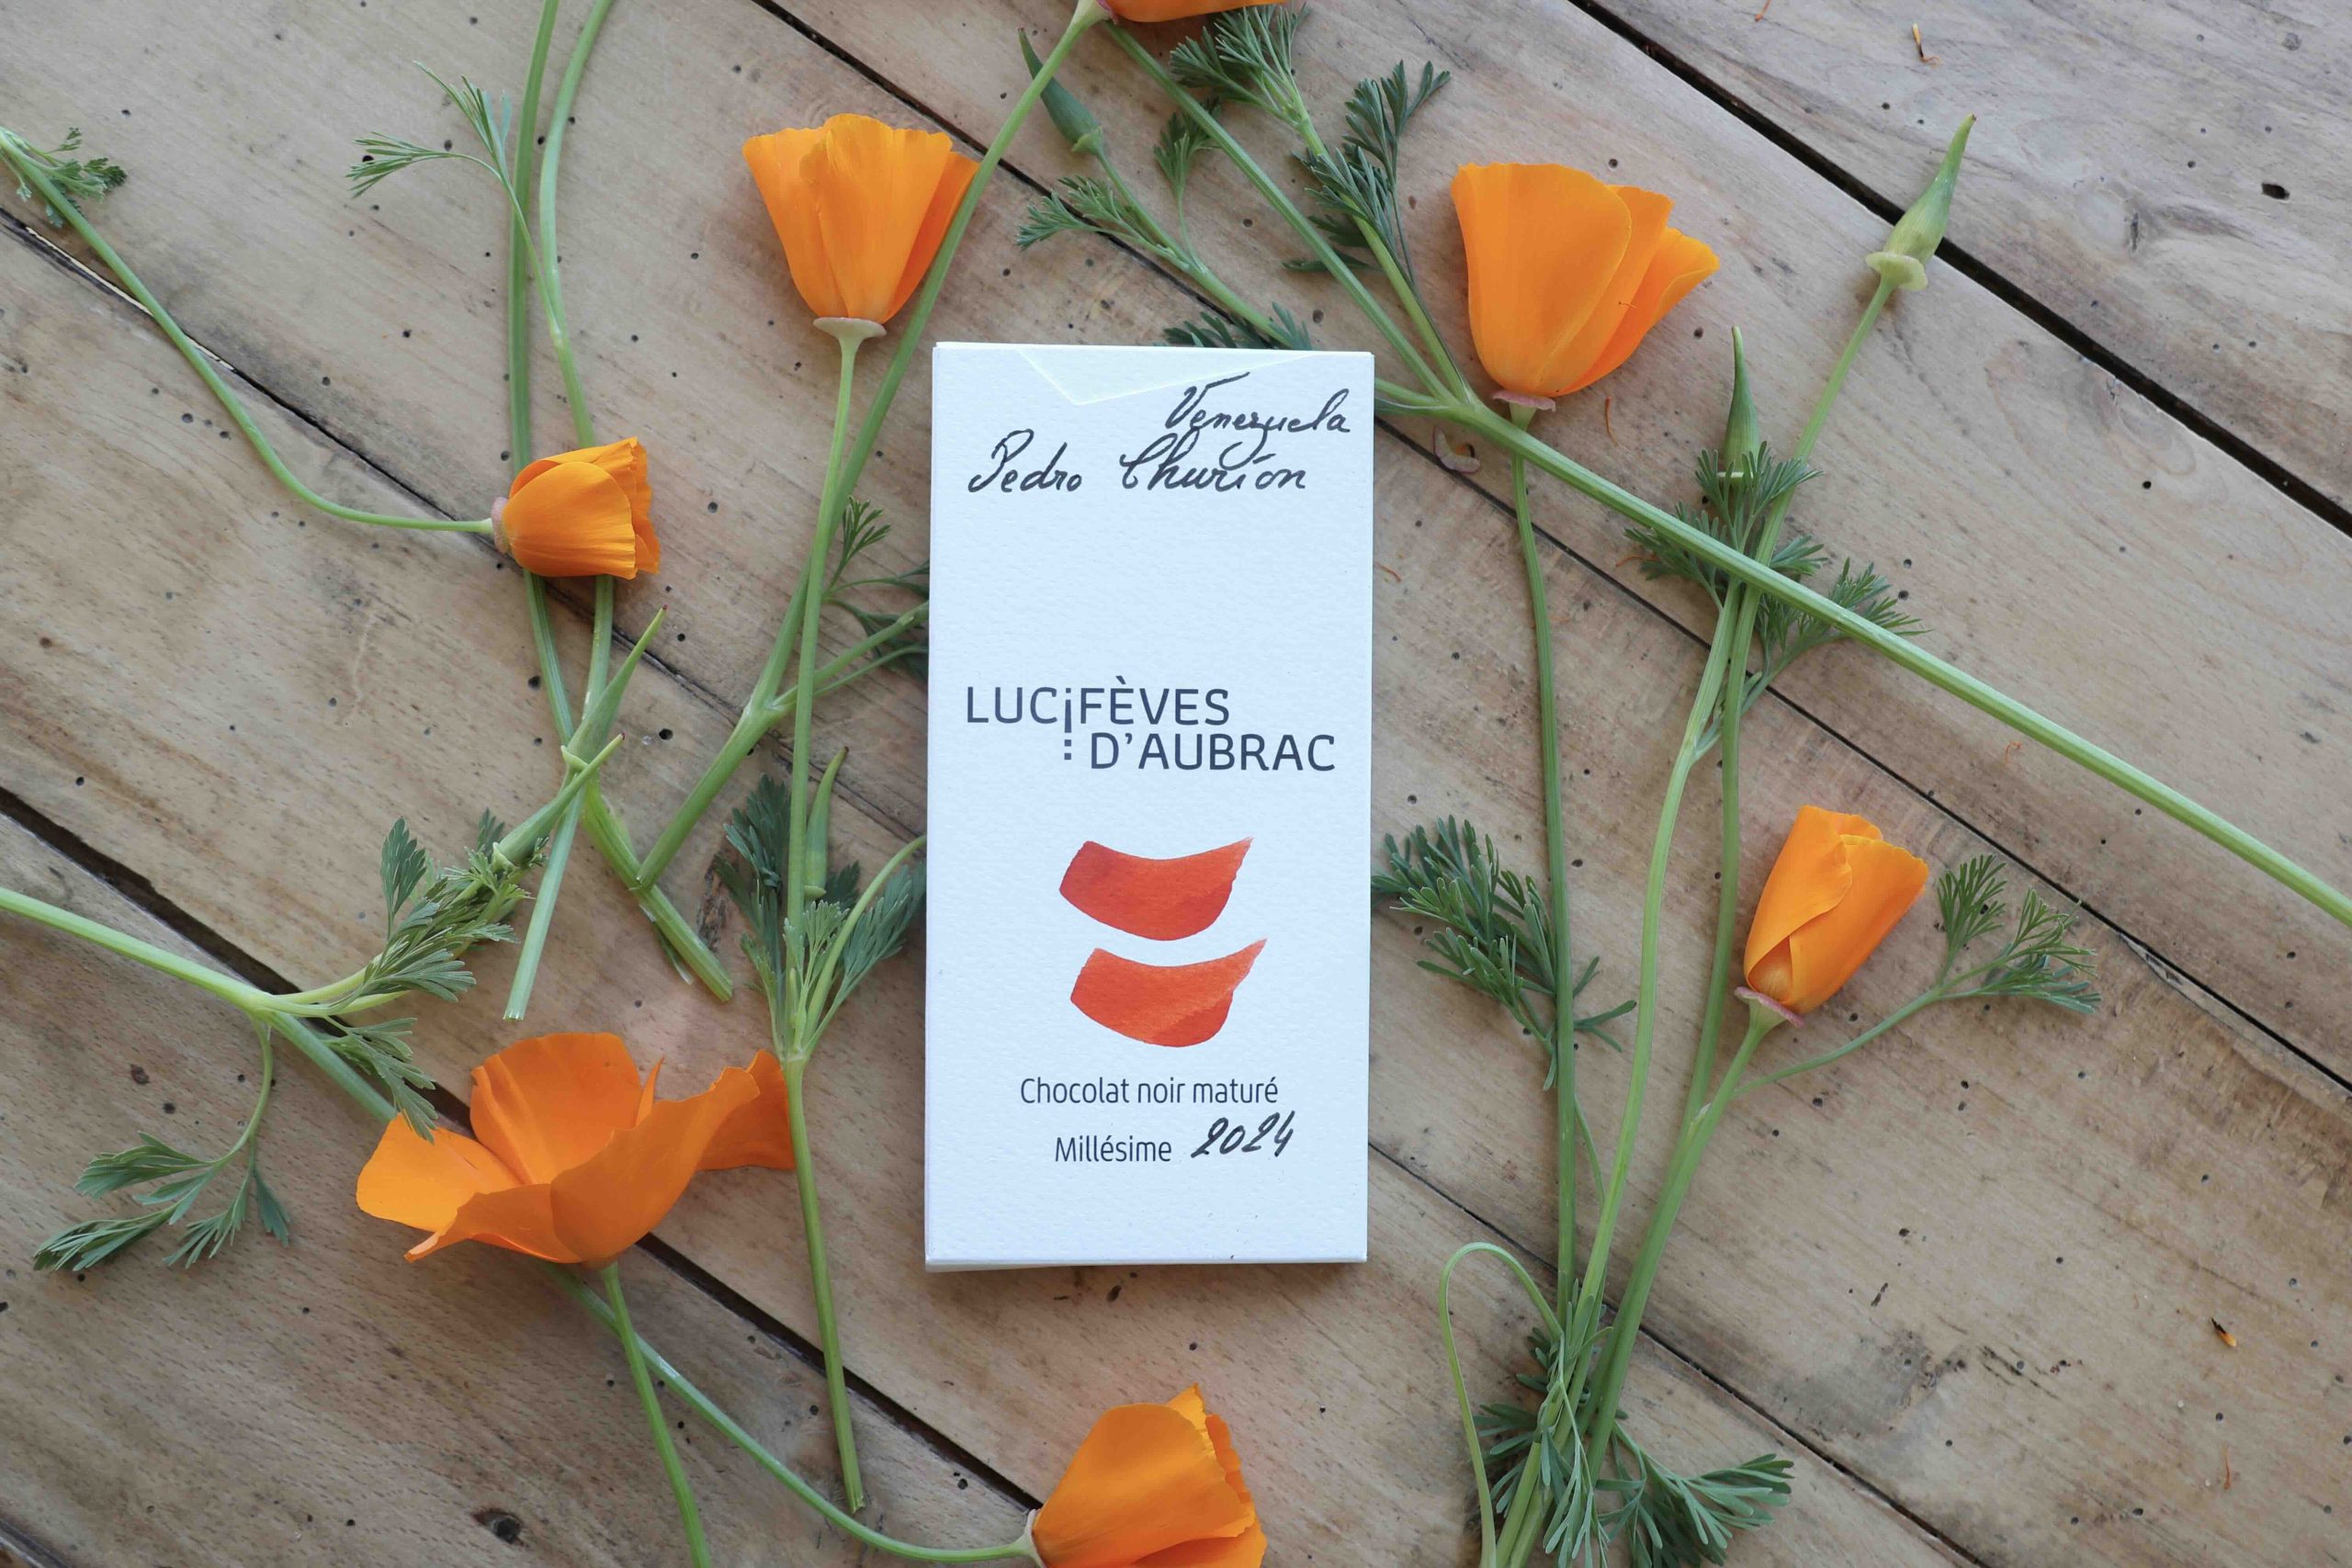 Venezuela
Pedro Churión
LUCiFÈVES
D'AUBRAC
Chocolat noir maturé
Millésime 2024